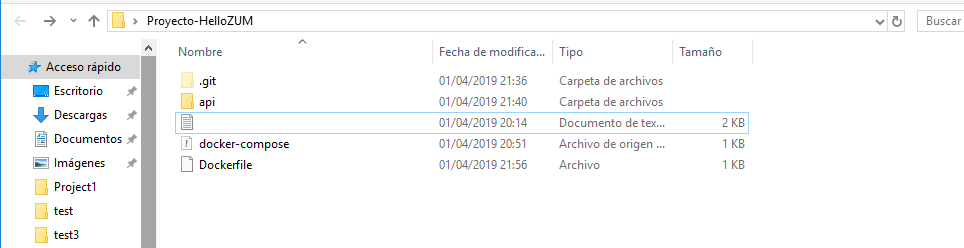 Proyecto-HelloZUM
Buscar
Nombre Fecha de modifica... Tipo Tamaño
Acceso rápido
Escritorio
Descargas
Documentos
Imágenes
Project1
test
test3
.git 01/04/2019 21:36 Carpeta de archivos
api 01/04/2019 21:40 Carpeta de archivos
01/04/2019 20:14 Documento de tex... 2 KB
docker-compose 01/04/2019 20:51 Archivo de origen ... 1 KB
Dockerfile 01/04/2019 21:56 Archivo 1 KB